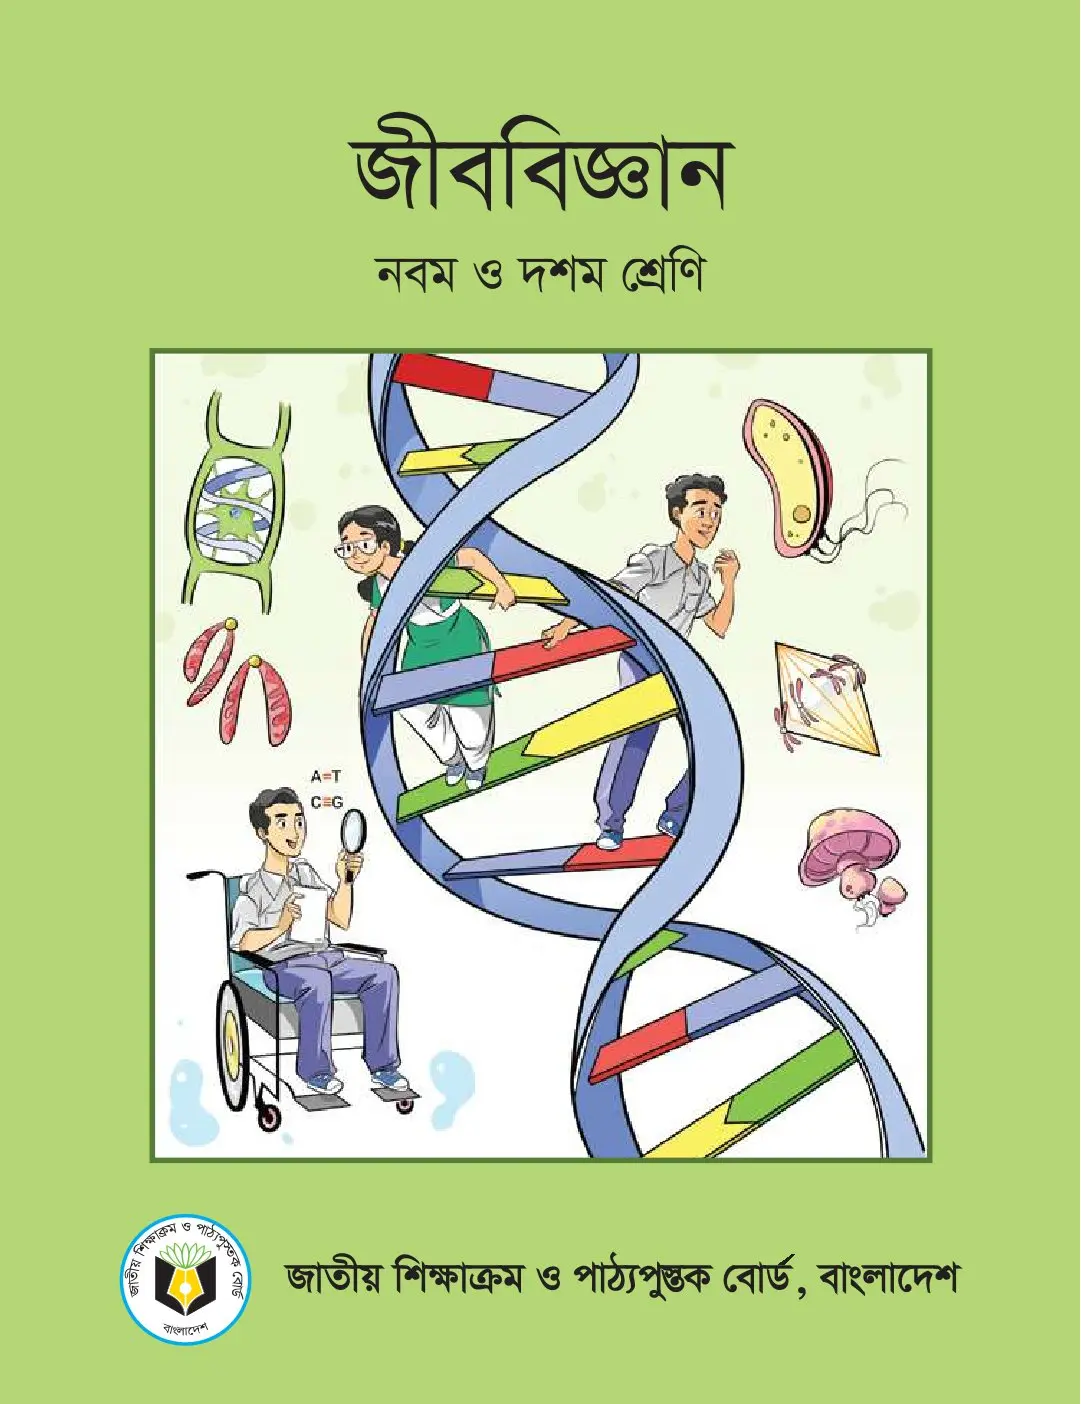 জীববিজ্ঞান
নবম ও দশম শ্রেণি
A=T
C≡G
জাতীয় শিক্ষাক্রম ও পাঠ্যপুস্তক বোর্ড
বাংলাদেশ
জাতীয় শিক্ষাক্রম ও পাঠ্যপুস্তক বোর্ড, বাংলাদেশ